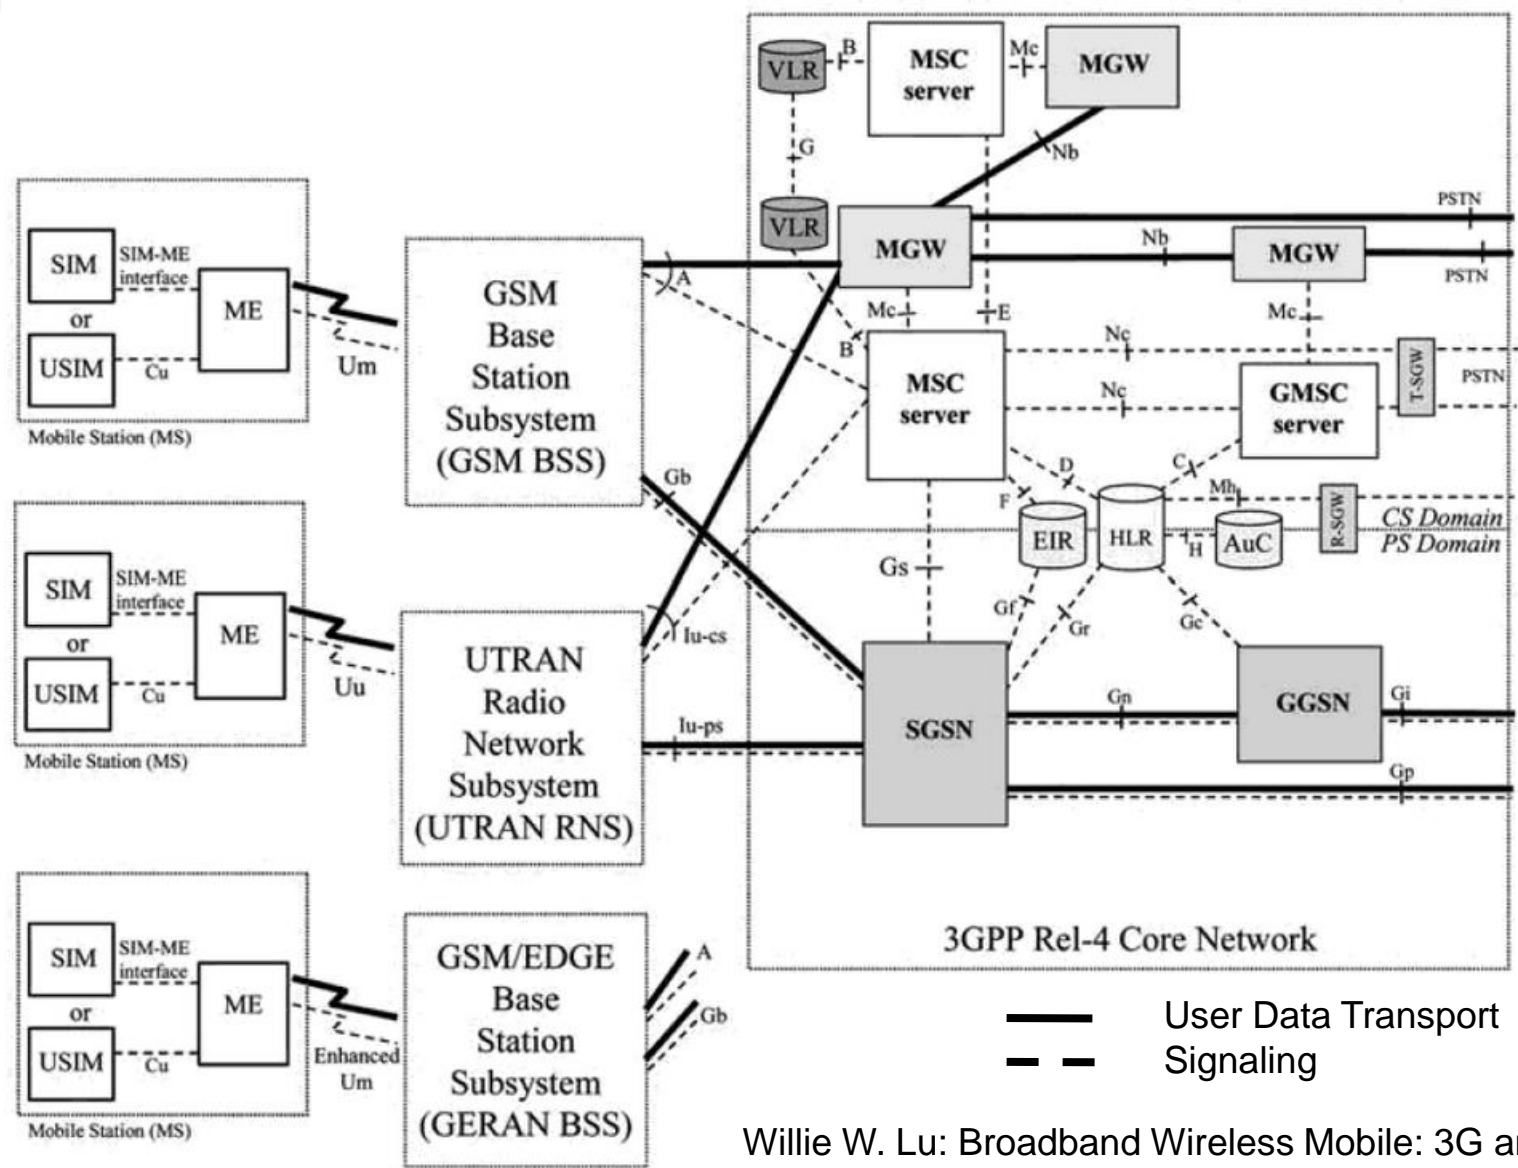 VLR
B
MSC
server
Mc
MGW
G
Nb
VLR
MGW
PSTN
Nb
MGW
PSTN
SIM
SIM-ME
interface
or
USIM
Cu
ME
Um
Mobile Station (MS)
GSM
Base
Station
Subsystem
(GSM BSS)
A
Gb
Mc
E
B
MSC
server
Nc
Nc
Mc
GMSC
server
T-SGW
PSTN
D
C
F
Mh
EIR
HLR
H
AuC
R-SGW
CS Domain
PS Domain
Gs
Gf
Gr
Gc
SIM
SIM-ME
interface
or
USIM
Cu
ME
Uu
Mobile Station (MS)
UTRAN
Radio
Network
Subsystem
(UTRAN RNS)
Iu-cs
Iu-ps
SGSN
Gn
GGSN
Gi
Gp
3GPP Rel-4 Core Network
SIM
SIM-ME
interface
or
USIM
Cu
ME
Enhanced
Um
Mobile Station (MS)
GSM/EDGE
Base
Station
Subsystem
(GERAN BSS)
A
Gb
User Data Transport
Signaling
Willie W. Lu: Broadband Wireless Mobile: 3G